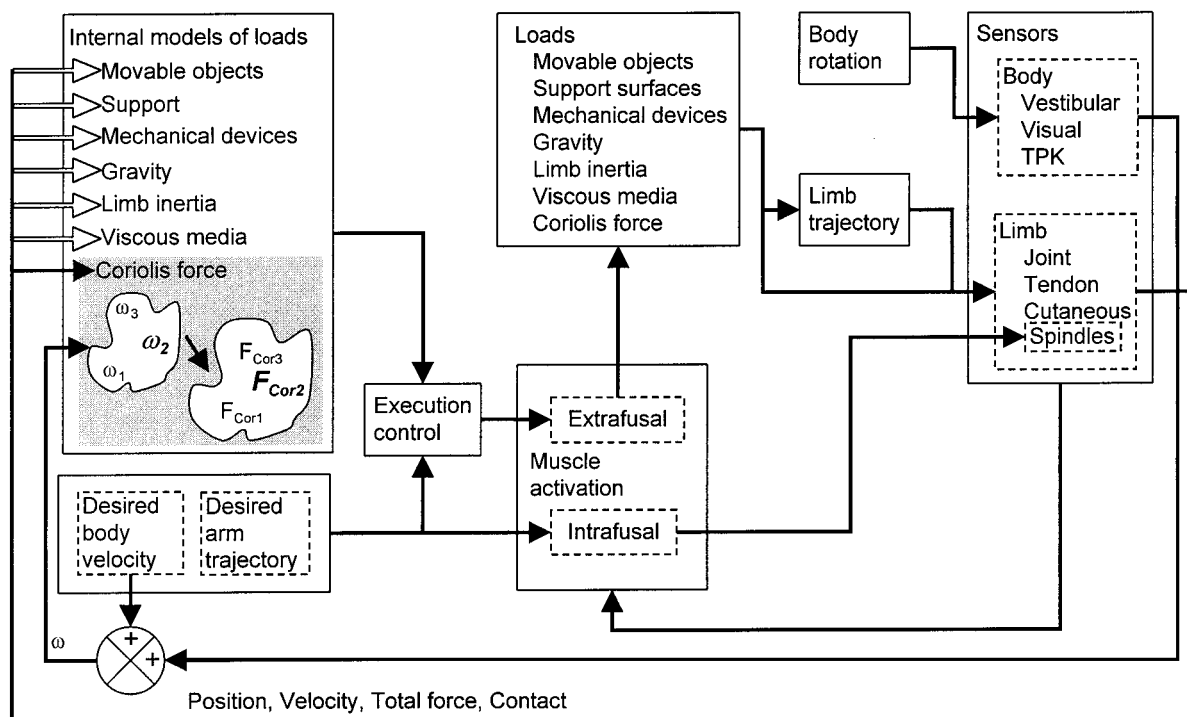 Internal models of loads
Movable objects
Support
Mechanical devices
Gravity
Limb inertia
Viscous media
Coriolis force
ω3
ω2
ω1
FCor3
FCor2
FCor1
Desired
body
velocity
Desired
arm
trajectory
ω
+
+
Position, Velocity, Total force, Contact
Execution
control
Loads
Movable objects
Support surfaces
Mechanical devices
Gravity
Limb inertia
Viscous media
Coriolis force
Extrafusal
Muscle
activation
Intrafusal
Body
rotation
Limb
trajectory
Sensors
Body
Vestibular
Visual
TPK
Limb
Joint
Tendon
Cutaneous
Spindles